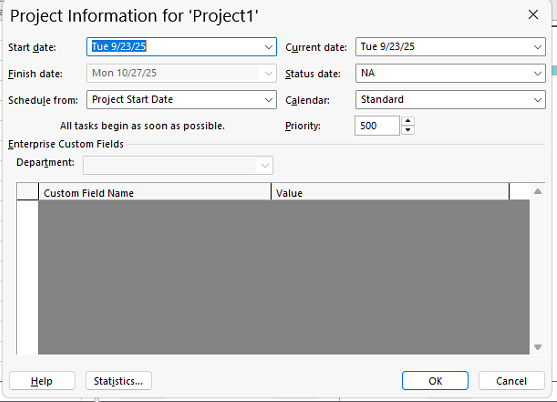 Project Information for 'Project1'
Start date: Tue 9/23/25 Current date: Tue 9/23/25
Finish date: Mon 10/27/25 Status date: NA
Schedule from: Project Start Date Calendar: Standard
All tasks begin as soon as possible. Priority: 500
Enterprise Custom Fields
Department:
Custom Field Name Value
Help Statistics... OK Cancel